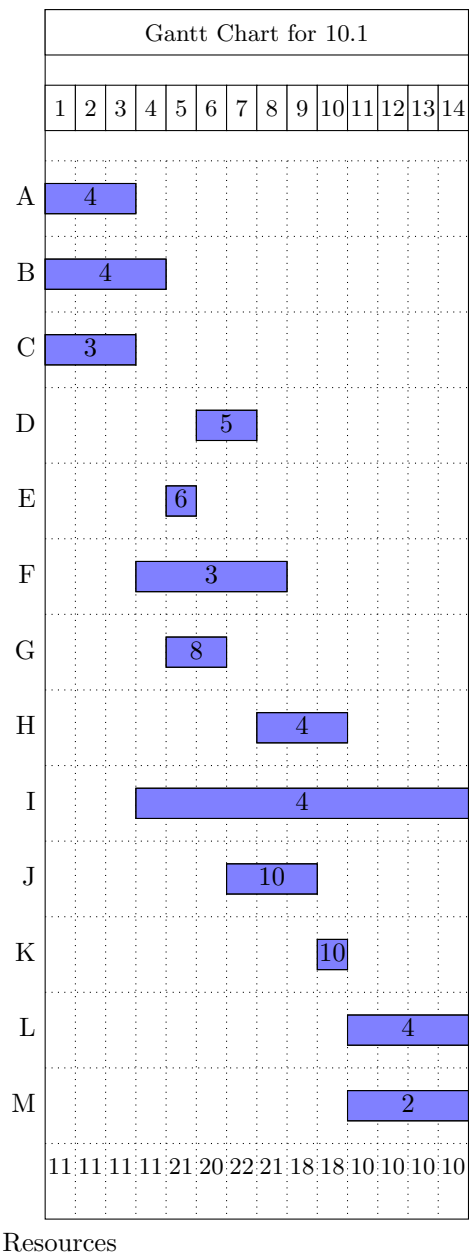 Gantt Chart for 10.1
1 2 3 4 5 6 7 8 9 10 11 12 13 14
A 4
B 4
C 3
D 5
E 6
F 3
G 8
H 4
I 4
J 10
K 10
L 4
M 2
11 11 11 11 21 20 22 21 18 18 10 10 10 10
Resources